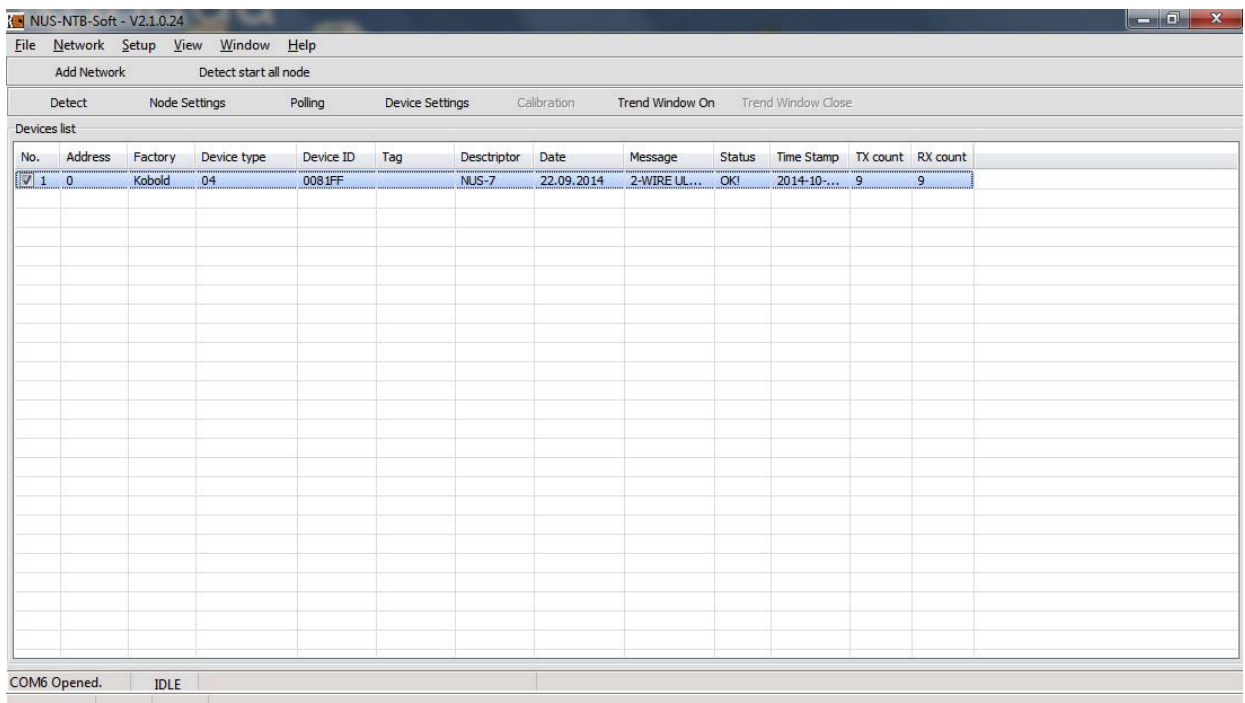 NUS-NTB-Soft - V2.1.0.24
File Network Setup View Window Help
Add Network Detect start all node
Detect Node Settings Polling Device Settings Calibration Trend Window On Trend Window Close
Devices list
No. Address Factory Device type Device ID Tag Desctriptor Date Message Status Time Stamp TX count RX count
1 0 Kobold 04 0081FF NUS-7 22.09.2014 2-WIRE UL... OK! 2014-10-... 9 9
COM6 Opened. IDLE